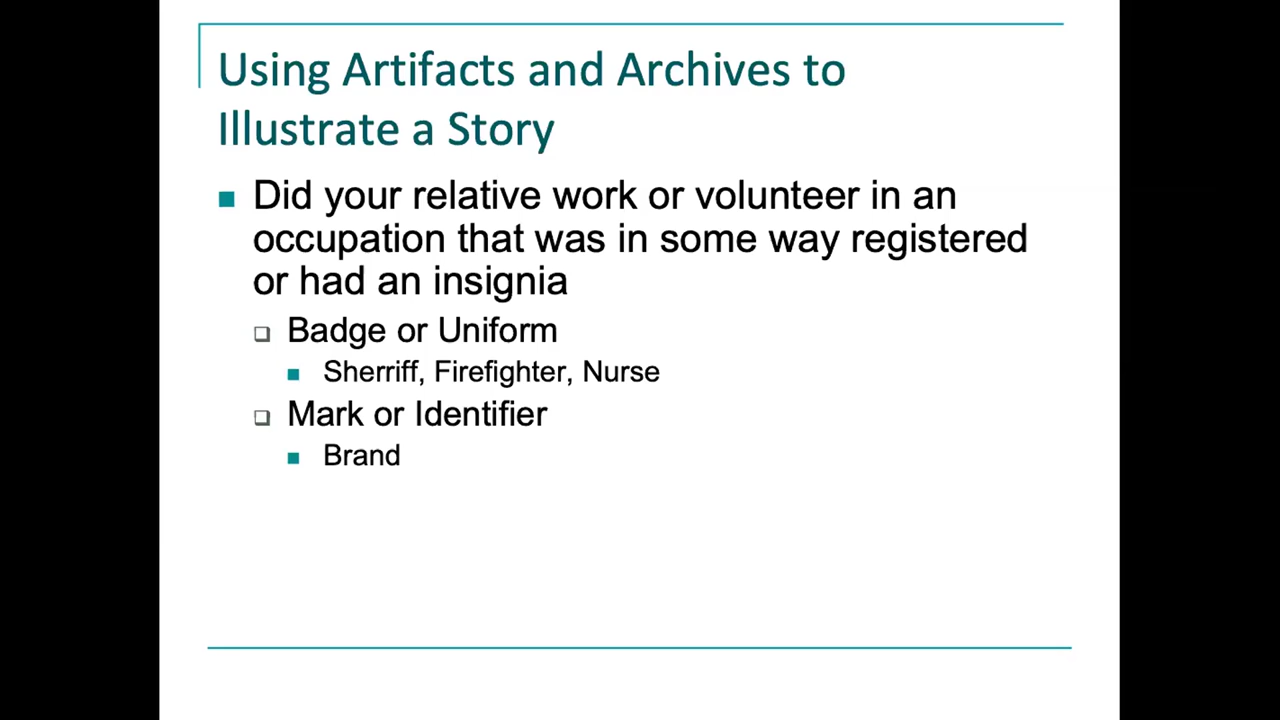 Using Artifacts and Archives to
Illustrate a Story
Did your relative work or volunteer in an
occupation that was in some way registered
or had an insignia
Badge or Uniform
Sherriff, Firefighter, Nurse
Mark or Identifier
Brand